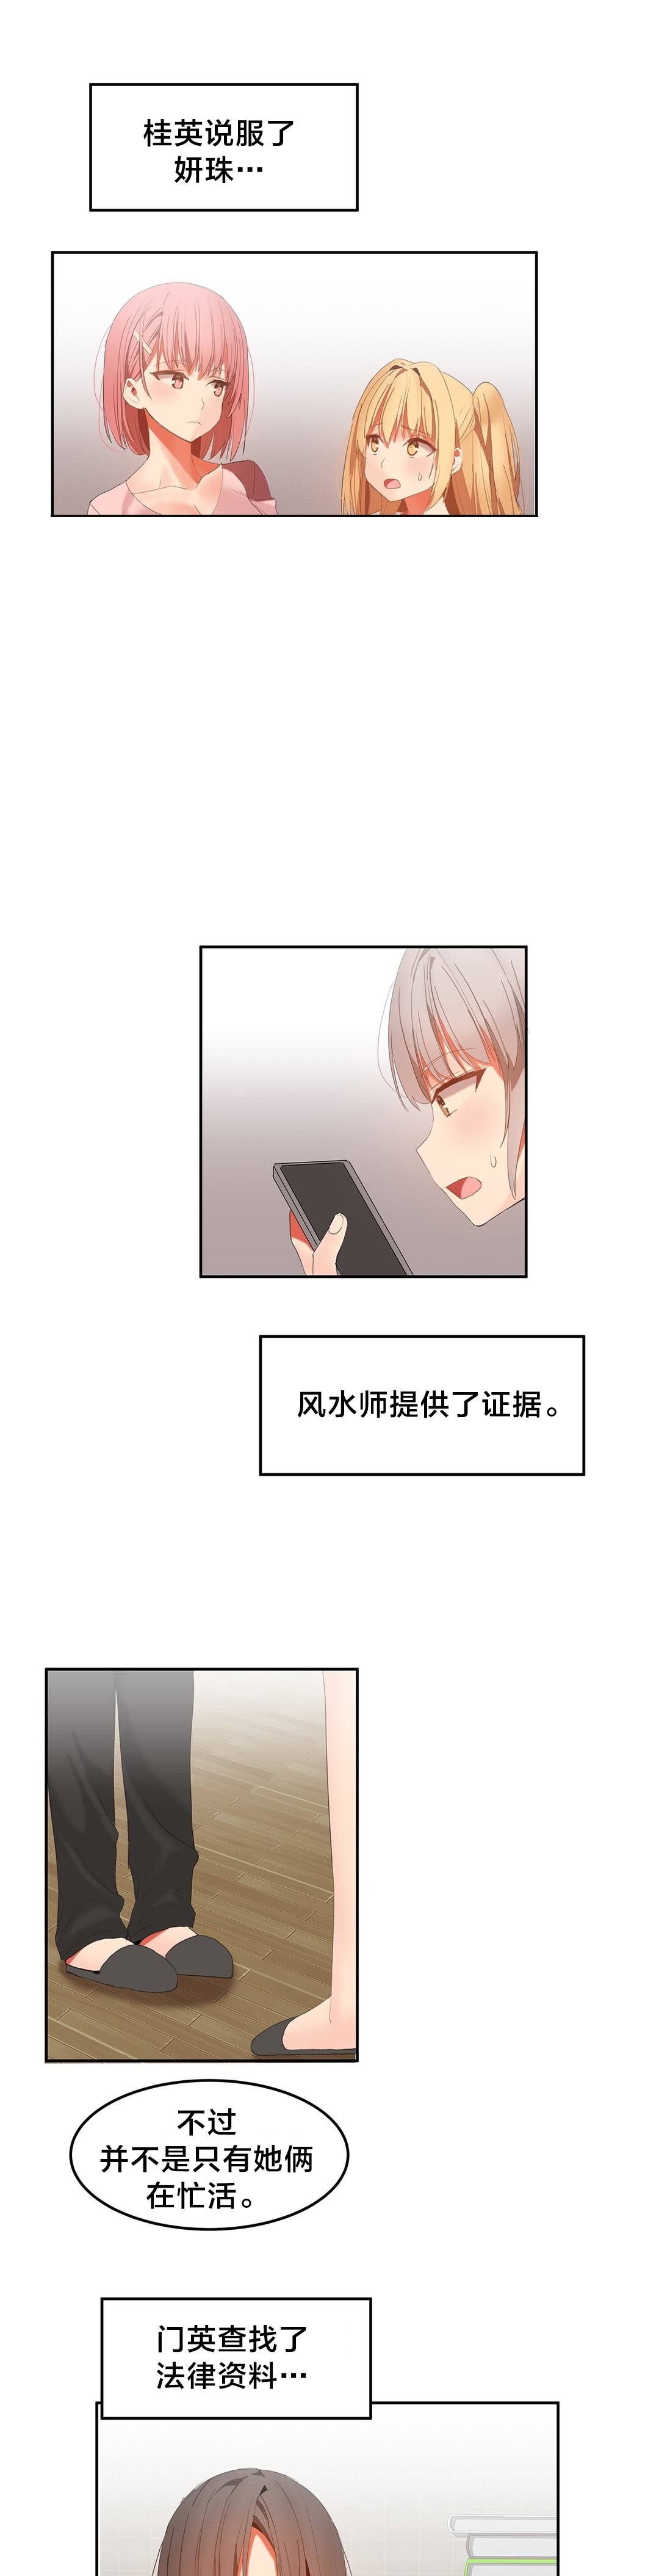 桂英说服了
妍珠…
风水师提供了证据。
不过
并不是只有她俩
在忙活。
门英查找了
法律资料…